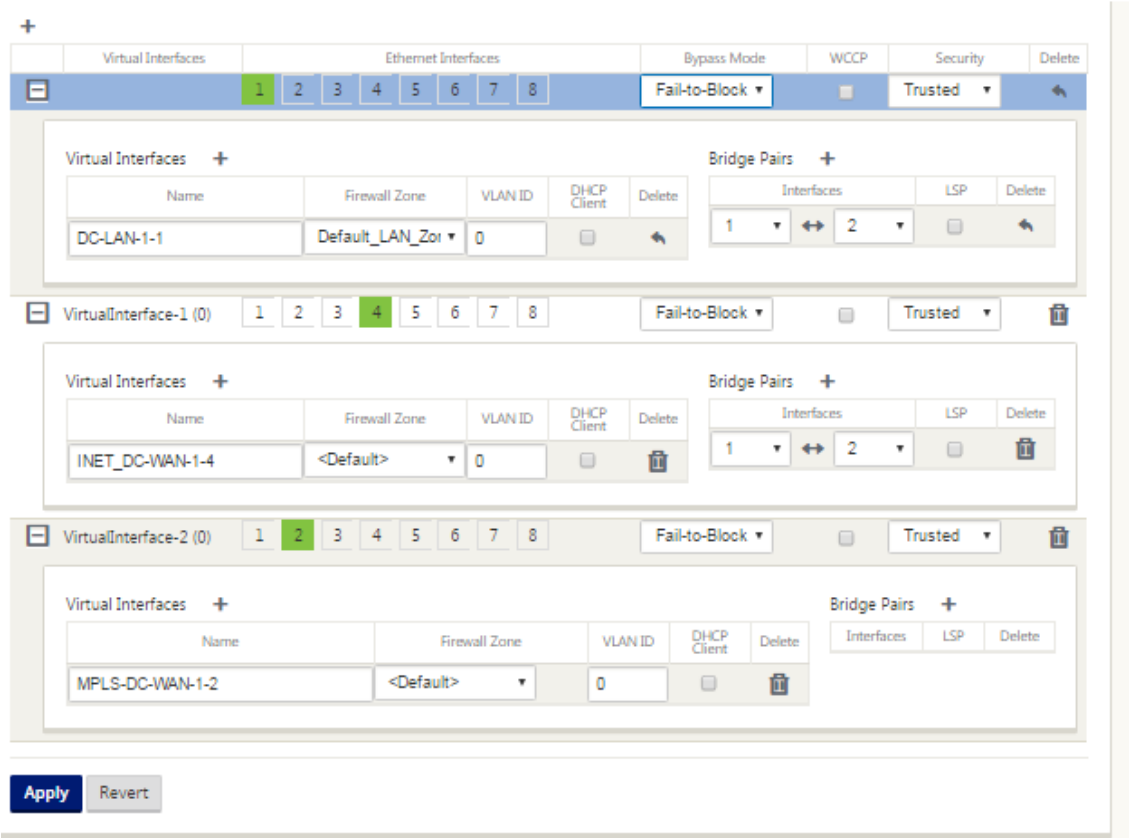 +
Virtual Interfaces Ethernet Interfaces Bypass Mode WCCP Security Delete
1 2 3 4 5 6 7 8 Fail-to-Block Trusted
Virtual Interfaces + Bridge Pairs +
Name Firewall Zone VLAN ID DHCP Client Delete Interfaces LSP Delete
DC-LAN-1-1 Default_LAN_Zor 0 1 2
VirtualInterface-1 (0) 1 2 3 4 5 6 7 8 Fail-to-Block Trusted
Virtual Interfaces + Bridge Pairs +
Name Firewall Zone VLAN ID DHCP Client Delete Interfaces LSP Delete
INET_DC-WAN-1-4 <Default> 0 1 2
VirtualInterface-2 (0) 1 2 3 4 5 6 7 8 Fail-to-Block Trusted
Virtual Interfaces + Bridge Pairs +
Name Firewall Zone VLAN ID DHCP Client Delete Interfaces LSP Delete
MPLS-DC-WAN-1-2 <Default> 0
Apply Revert